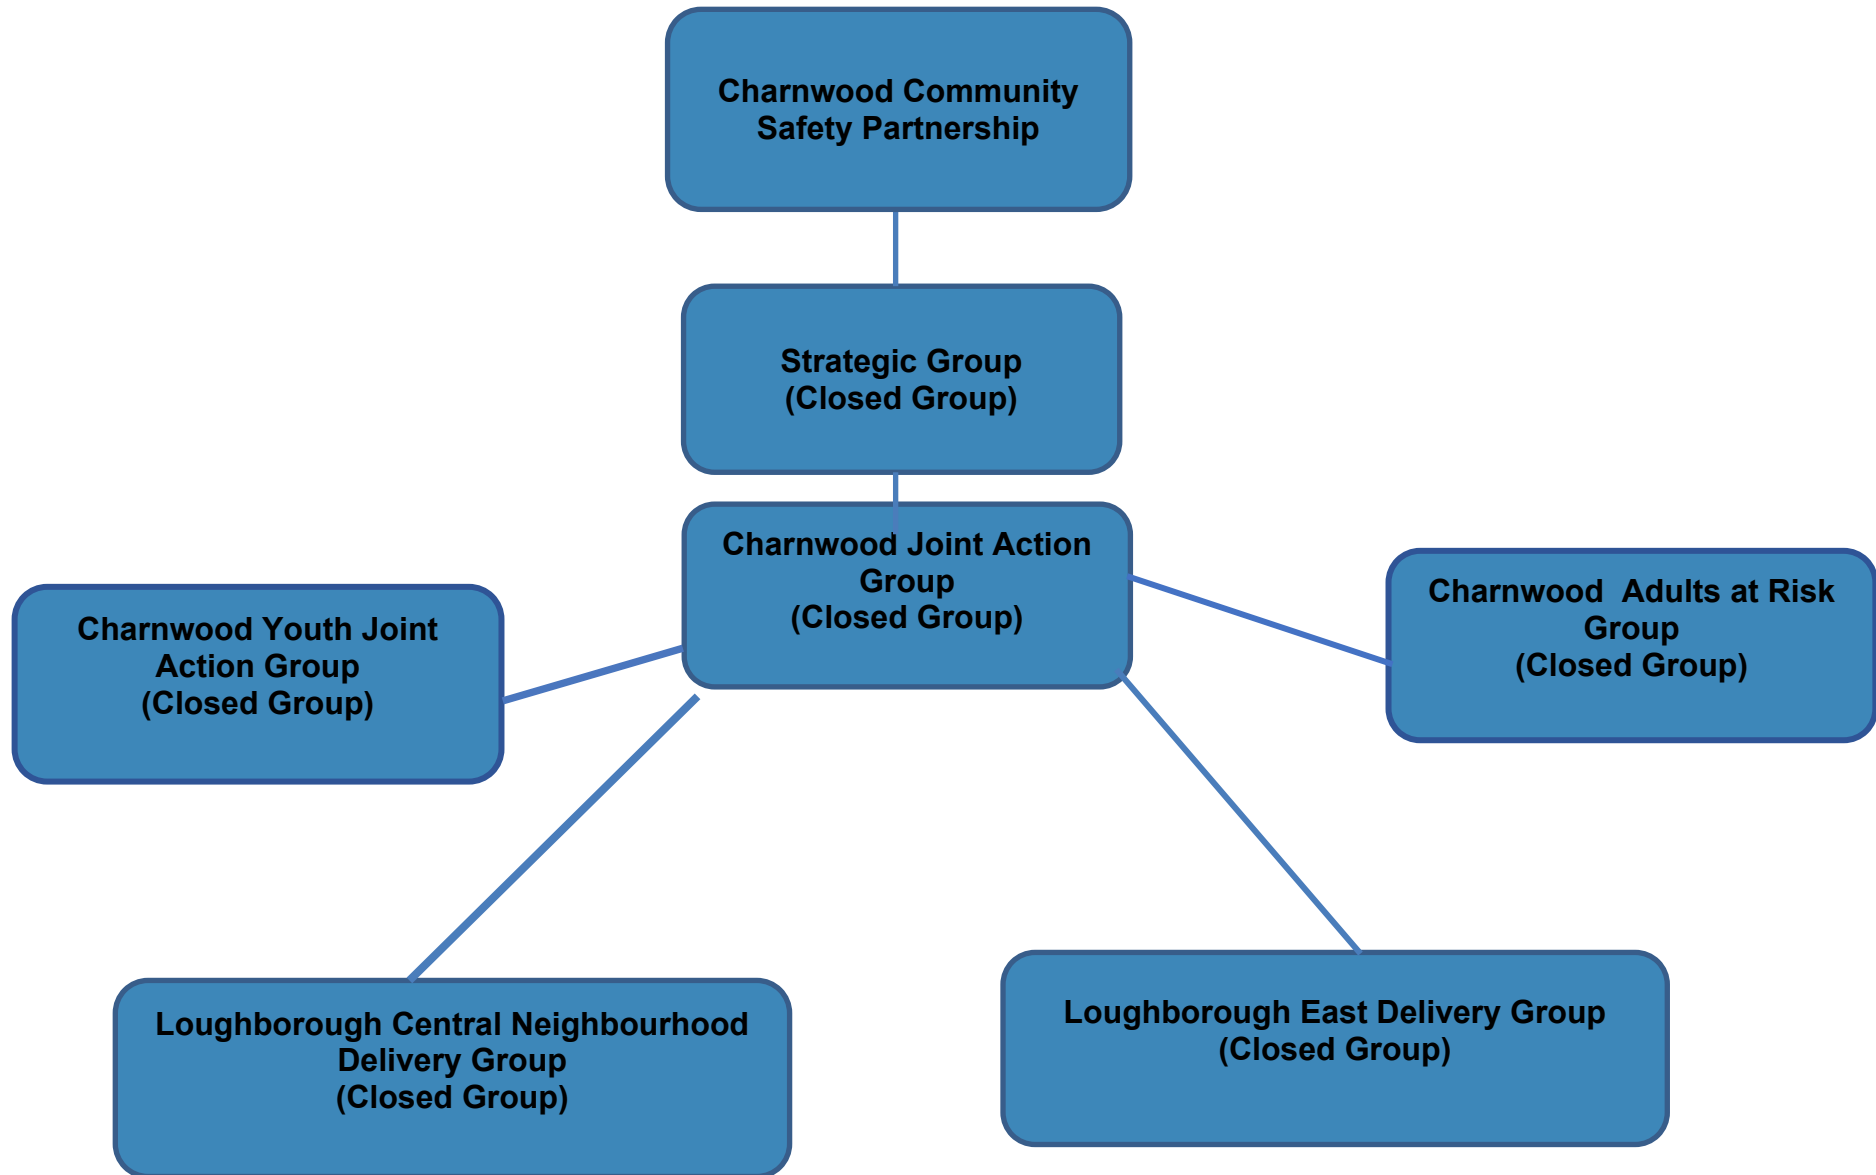 Charnwood Community
Safety Partnership
Strategic Group
(Closed Group)
Charnwood Joint Action
Group
(Closed Group)
Charnwood Youth Joint
Action Group
(Closed Group)
Charnwood  Adults at Risk
Group
(Closed Group)
Loughborough Central Neighbourhood
Delivery Group
(Closed Group)
Loughborough East Delivery Group
(Closed Group)